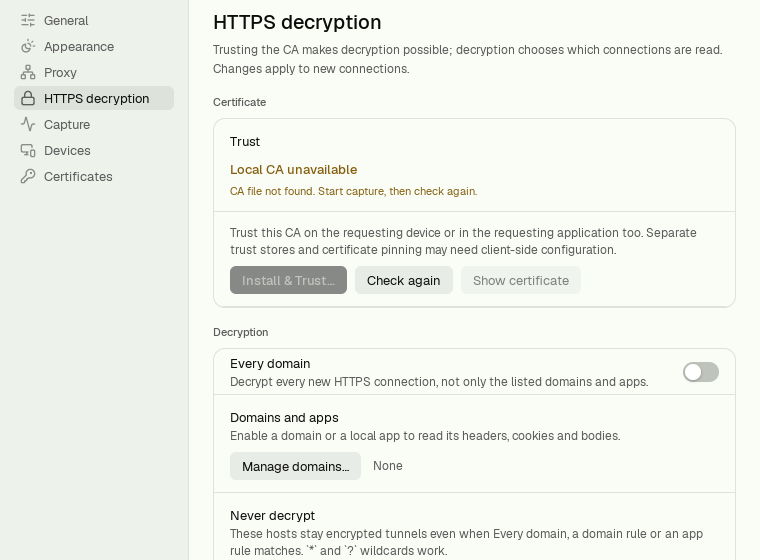 General
Appearance
Proxy
HTTPS decryption
Capture
Devices
Certificates
HTTPS decryption
Trusting the CA makes decryption possible; decryption chooses which connections are read.
Changes apply to new connections.
Certificate
Trust
Local CA unavailable
CA file not found. Start capture, then check again.
Trust this CA on the requesting device or in the requesting application too. Separate
trust stores and certificate pinning may need client-side configuration.
Install & Trust... Check again Show certificate
Decryption
Every domain
Decrypt every new HTTPS connection, not only the listed domains and apps.
Domains and apps
Enable a domain or a local app to read its headers, cookies and bodies.
Manage domains... None
Never decrypt
These hosts stay encrypted tunnels even when Every domain, a domain rule or an app
rule matches. `*` and `?` wildcards work.